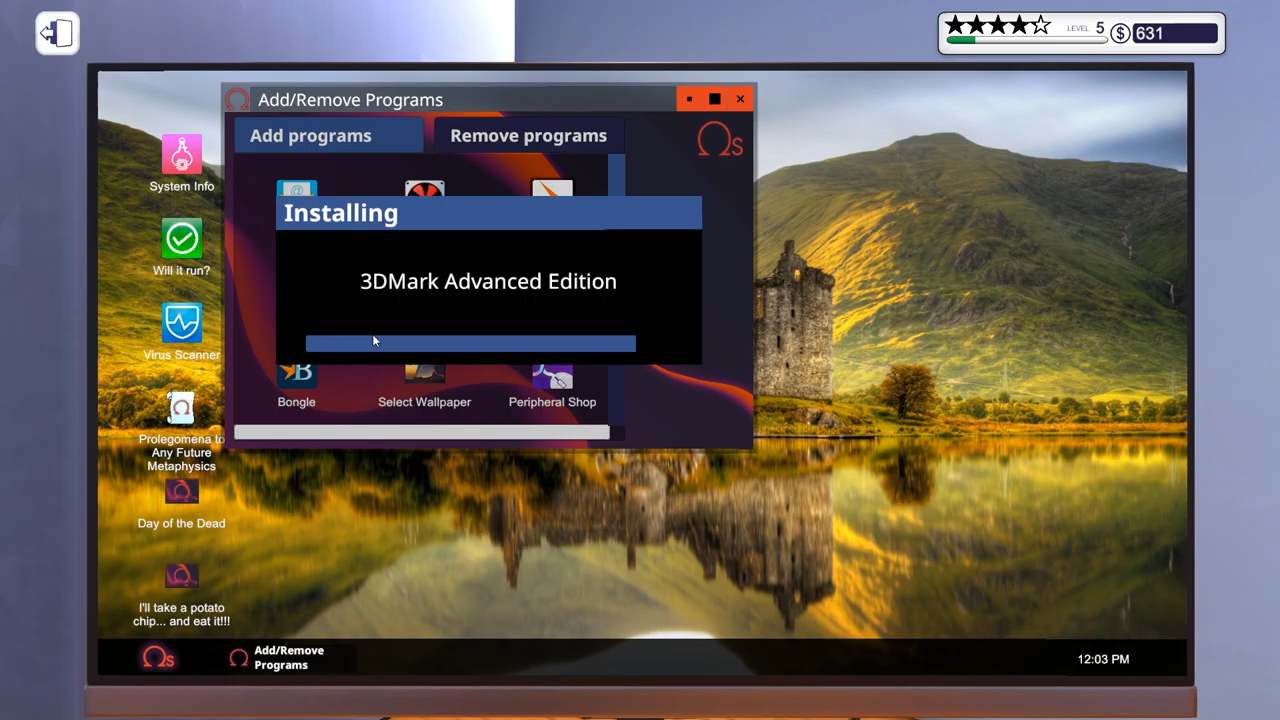 LEVEL 5
$ 631
Add/Remove Programs
Add programs
Remove programs
Ωs
System Info
Installing
Will it run?
3DMark Advanced Edition
Virus Scanner
B
Bongle
Select Wallpaper
Peripheral Shop
Prolegomena to
Any Future
Metaphysics
Day of the Dead
I'll take a potato
chip... and eat it!!!
Ωs
Add/Remove
Programs
12:03 PM